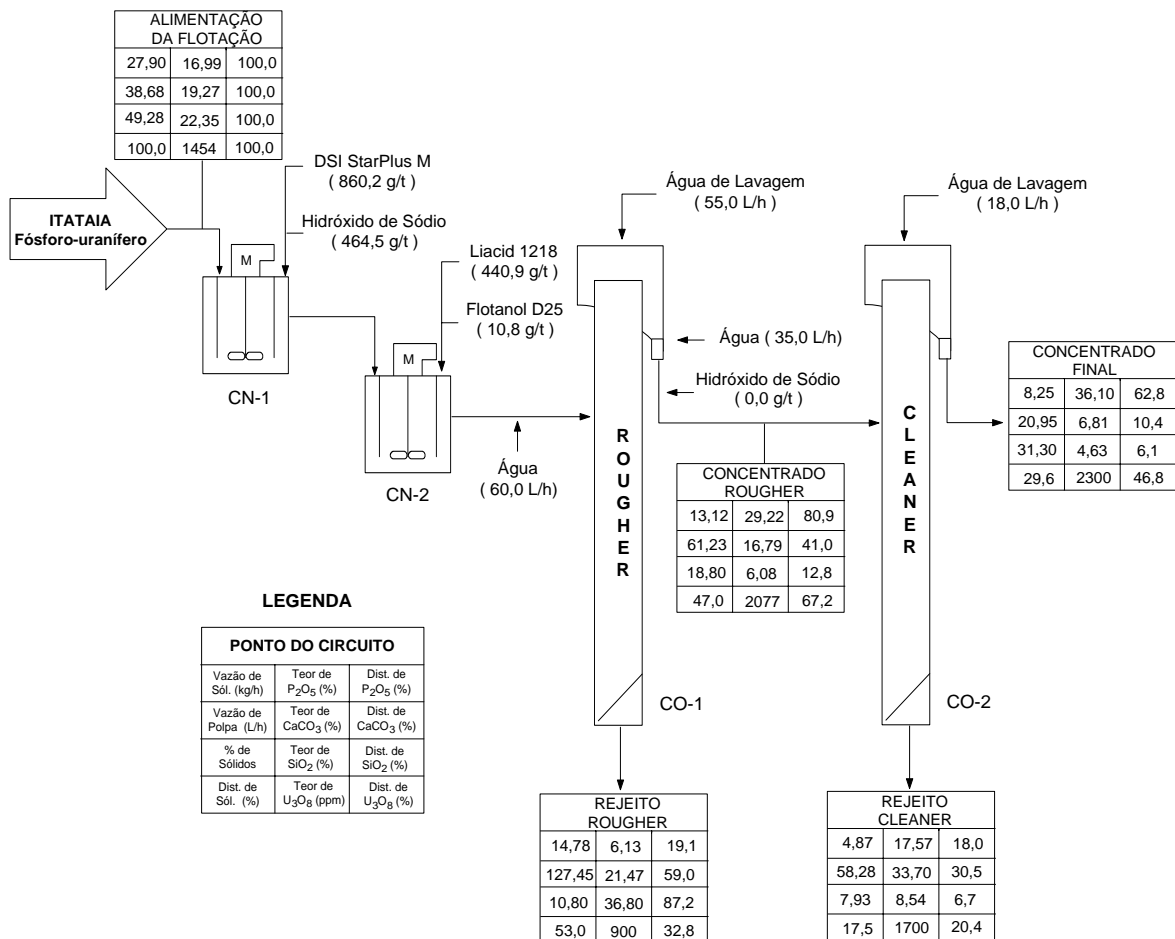 ALIMENTAÇÃO
DA FLOTAÇÃO
27,90 16,99 100,0
38,68 19,27 100,0
49,28 22,35 100,0
100,0 1454 100,0
ITATAIA
Fósforo-uranífero
DSI StarPlus M
( 860,2 g/t )
Hidróxido de Sódio
( 464,5 g/t )
M
CN-1
Liacid 1218
( 440,9 g/t )
Flotanol D25
( 10,8 g/t )
M
CN-2
Água
( 60,0 L/h)
Água de Lavagem
( 55,0 L/h )
Água ( 35,0 L/h)
Hidróxido de Sódio
( 0,0 g/t )
ROUGHER
CO-1
CONCENTRADO
ROUGHER
13,12 29,22 80,9
61,23 16,79 41,0
18,80 6,08 12,8
47,0 2077 67,2
Água de Lavagem
( 18,0 L/h )
CLEANER
CO-2
CONCENTRADO
FINAL
8,25 36,10 62,8
20,95 6,81 10,4
31,30 4,63 6,1
29,6 2300 46,8
LEGENDA
PONTO DO CIRCUITO
Vazão de Teor de Dist. de
Sól. (kg/h) P2O5 (%) P2O5 (%)
Vazão de Teor de Dist. de
Polpa (L/h) CaCO3 (%) CaCO3 (%)
% de Teor de Dist. de
Sólidos SiO2 (%) SiO2 (%)
Dist. de Teor de Dist. de
Sól. (%) U3O8 (ppm) U3O8 (%)
REJEITO
ROUGHER
14,78 6,13 19,1
127,45 21,47 59,0
10,80 36,80 87,2
53,0 900 32,8
REJEITO
CLEANER
4,87 17,57 18,0
58,28 33,70 30,5
7,93 8,54 6,7
17,5 1700 20,4